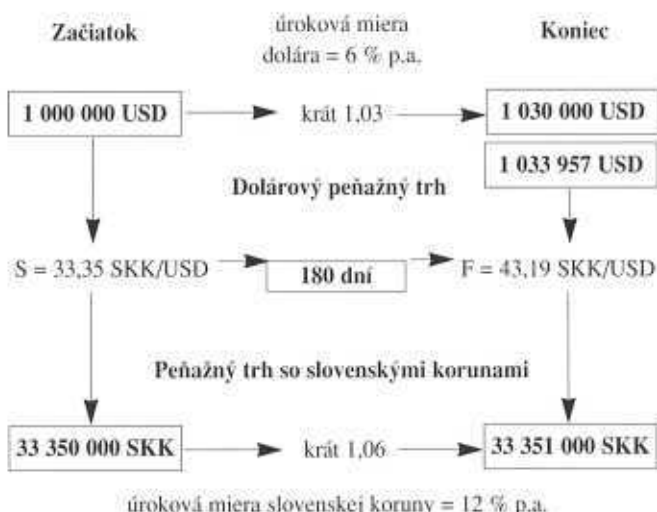 Začiatok
úroková miera
dolára = 6 % p.a.
Koniec
1 000 000 USD
krát 1,03
1 030 000 USD
1 033 957 USD
Dolárový peňažný trh
S = 33,35 SKK/USD
180 dní
F = 43,19 SKK/USD
Peňažný trh so slovenskými korunami
33 350 000 SKK
krát 1,06
33 351 000 SKK
úroková miera slovenskej koruny = 12 % p.a.